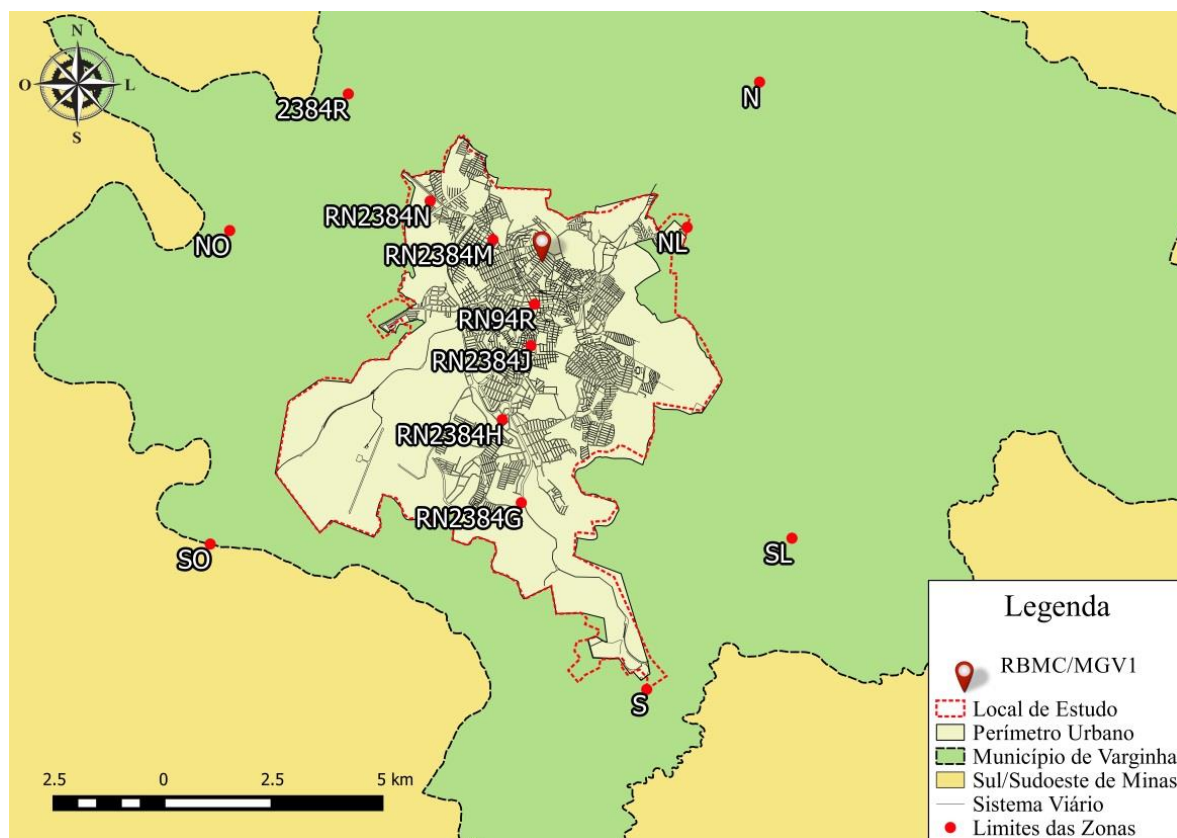 N
O
L
S
2384R
N
RN2384N
NO
RN2384M
NL
RN94R
RN2384J
RN2384H
RN2384G
SO
SL
S
2.5 0 2.5 5 km
Legenda
RBMC/MGV1
Local de Estudo
Perímetro Urbano
Município de Varginha
Sul/Sudoeste de Minas
Sistema Viário
Limites das Zonas